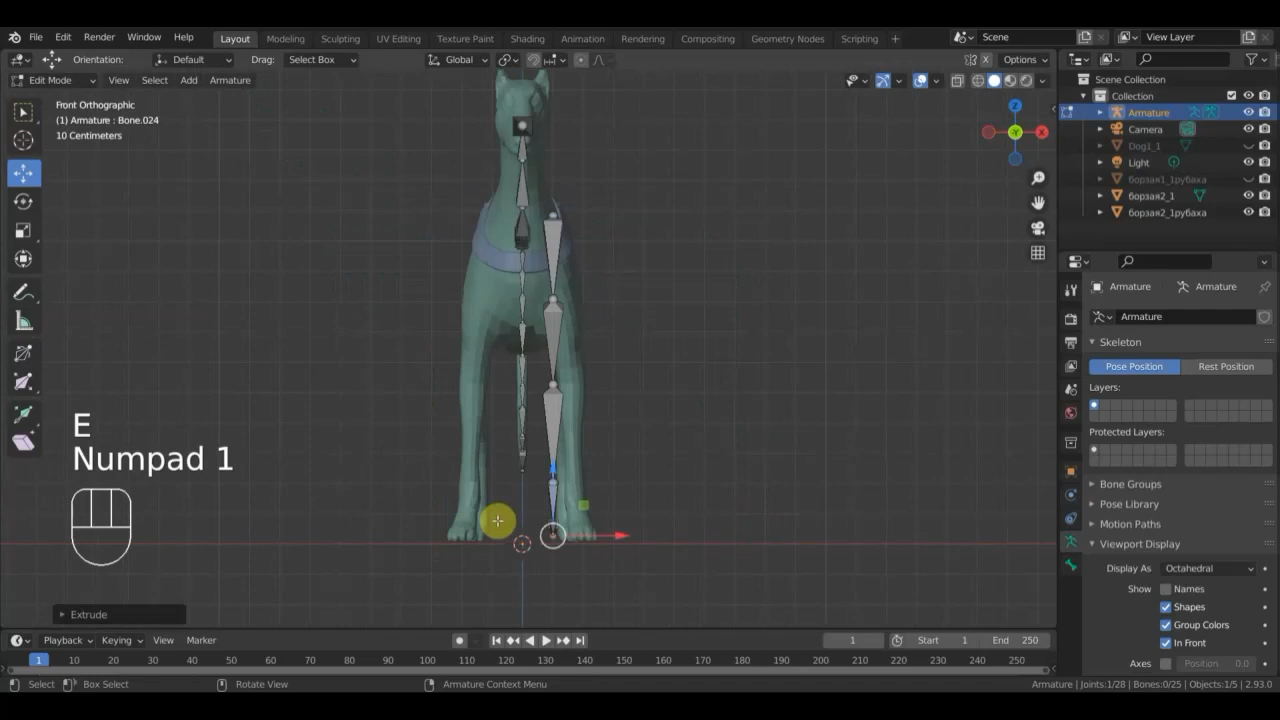 File Edit Render Window Help Layout Modeling Sculpting UV Editing Texture Paint Shading Animation Rendering Compositing Geometry Nodes Scripting + Scene View Layer
Orientation: Default Drag: Select Box Global X Options
Edit Mode View Select Add Armature
Front Orthographic
(1) Armature : Bone.024
10 Centimeters
Z
Y
X
E
Numpad 1
Extrude
Scene Collection
Collection
Armature
Camera
Dog1_1
Light
борзая1_1рубаха
борзая2_1
борзая2_1рубаха
Armature Armature
Armature
Skeleton
Pose Position Rest Position
Layers:
Protected Layers:
Bone Groups
Pose Library
Motion Paths
Viewport Display
Display As Octahedral
Show Names
Shapes
Group Colors
In Front
Axes Position 0.0
Playback Keying View Marker 1 Start 1 End 250
1 10 20 30 40 50 60 70 80 90 100 110 120 130 140 150 160 170 180 190 200 210 220 230 240 250
Select Box Select Rotate View Armature Context Menu Armature | Joints:1/28 | Bones:0/25 | Objects:1/5 | 2.93.0